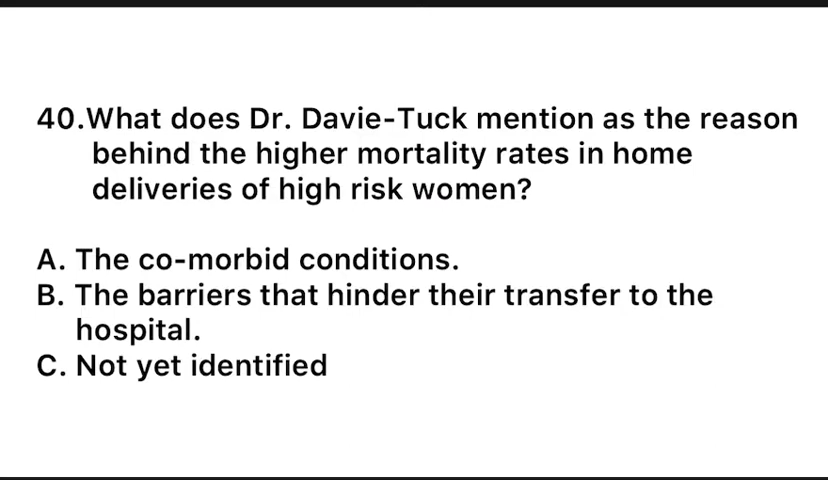 40.What does Dr. Davie-Tuck mention as the reason
behind the higher mortality rates in home
deliveries of high risk women?
A. The co-morbid conditions.
B. The barriers that hinder their transfer to the
hospital.
C. Not yet identified